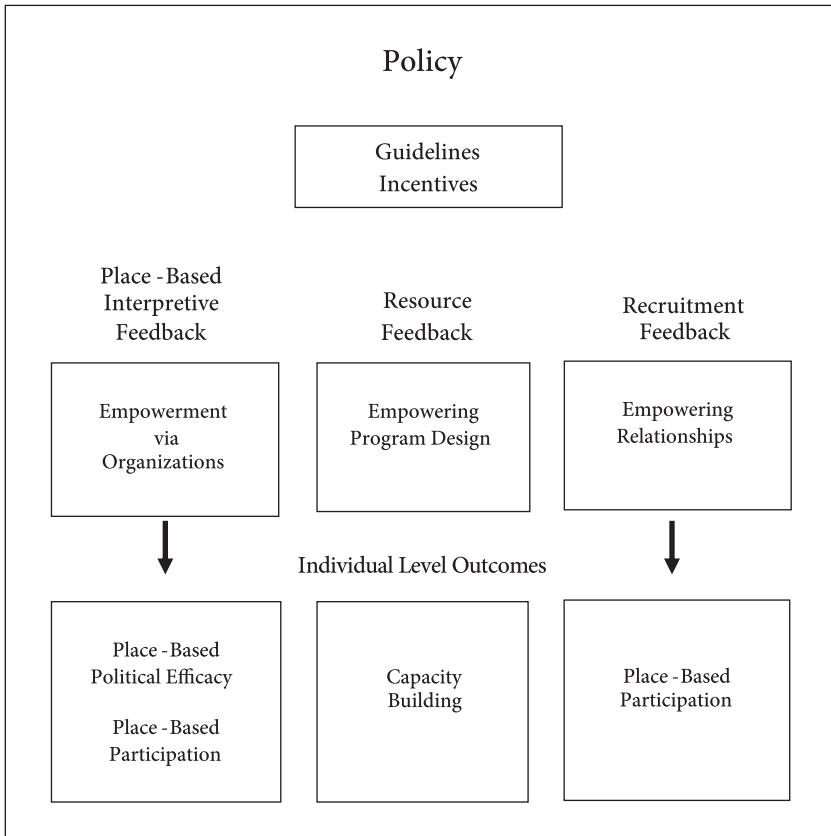 Policy
Guidelines
Incentives
Place-Based
Interpretive
Feedback
Resource
Feedback
Recruitment
Feedback
Empowerment
via
Organizations
Empowering
Program Design
Empowering
Relationships
Individual Level Outcomes
Place-Based
Political Efficacy
Place-Based
Participation
Capacity
Building
Place-Based
Participation